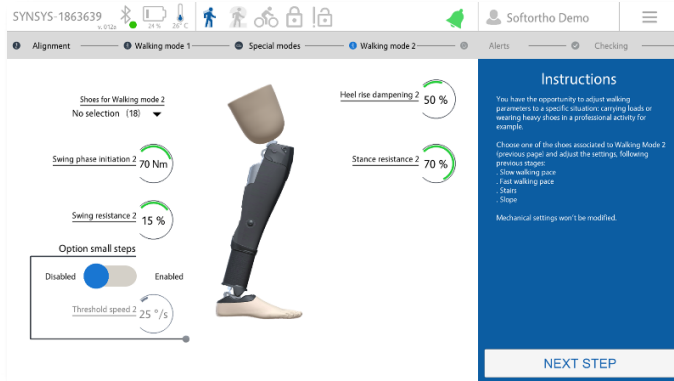 SYNSYS-1863639
v. 012a
24 %
26° C
Softortho Demo
Alignment
Walking mode 1
Special modes
Walking mode 2
Alerts
Checking
Shoes for Walking mode 2
No selection (18)
Swing phase initiation 2
70 Nm
Swing resistance 2
15 %
Option small steps
Disabled
Enabled
Threshold speed 2
25 °/s
Heel rise dampening 2
50 %
Stance resistance 2
70 %
Instructions
You have the opportunity to adjust walking
parameters to a specific situation: carrying loads or
wearing heavy shoes in a professional activity for
example.
Choose one of the shoes associated to Walking Mode 2
(previous page) and adjust the settings, following
previous stages:
. Slow walking pace
. Fast walking pace
. Stairs
. Slope
Mechanical settings won't be modified.
NEXT STEP